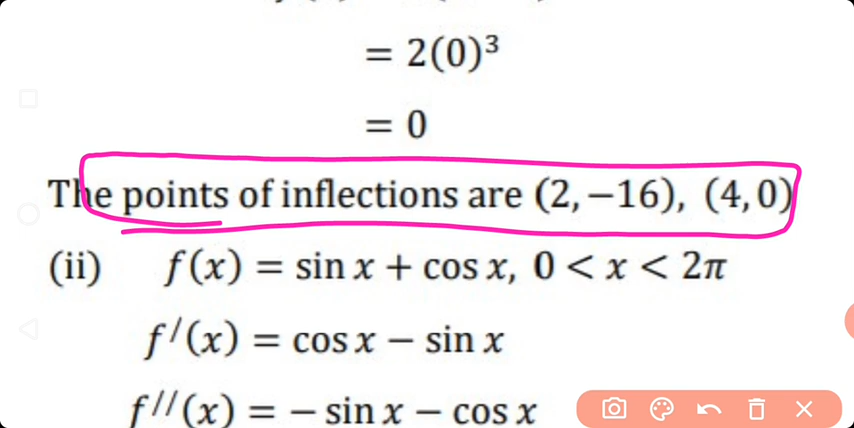 = 2(0)³
= 0
The points of inflections are (2, −16), (4, 0)
(ii) f(x) = sin x + cos x, 0 < x < 2π
f′(x) = cos x − sin x
f′′(x) = − sin x − cos x